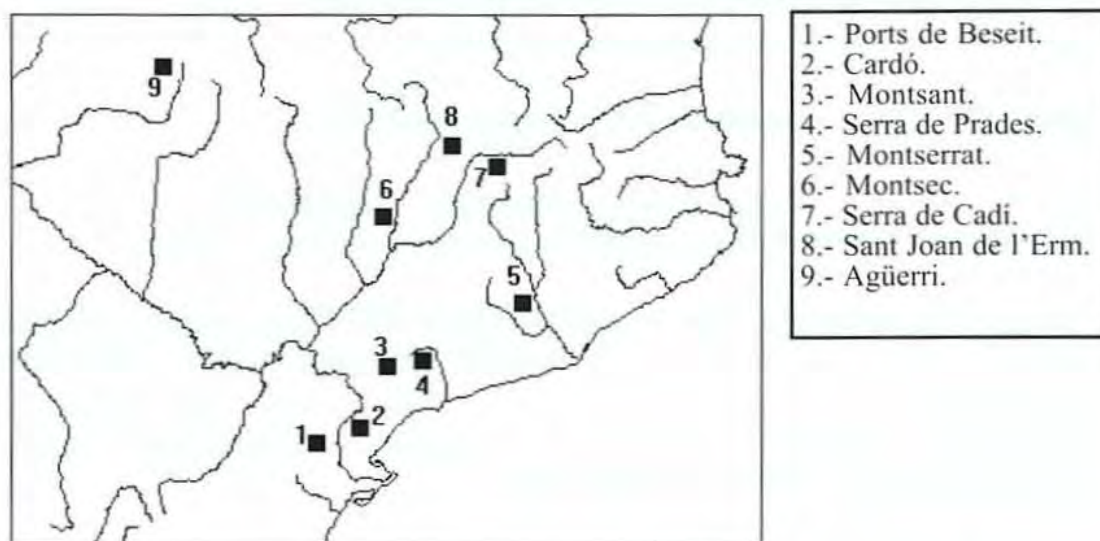 9
8
7
6
5
3
4
2
1
1.- Ports de Beseit.
2.- Cardó.
3.- Montsant.
4.- Serra de Prades.
5.- Montserrat.
6.- Montsec.
7.- Serra de Cadí.
8.- Sant Joan de l'Erm.
9.- Agüerri.